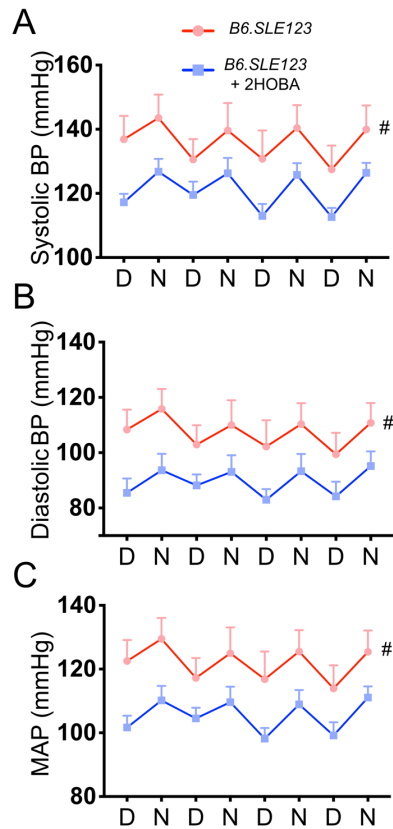 A
B6.SLE123
B6.SLE123
+ 2HOBA
Systolic BP (mmHg)
160
140
120
100
#
D N D N D N D N
B
Diastolic BP (mmHg)
140
120
100
80
#
D N D N D N D N
C
MAP (mmHg)
140
120
100
80
#
D N D N D N D N